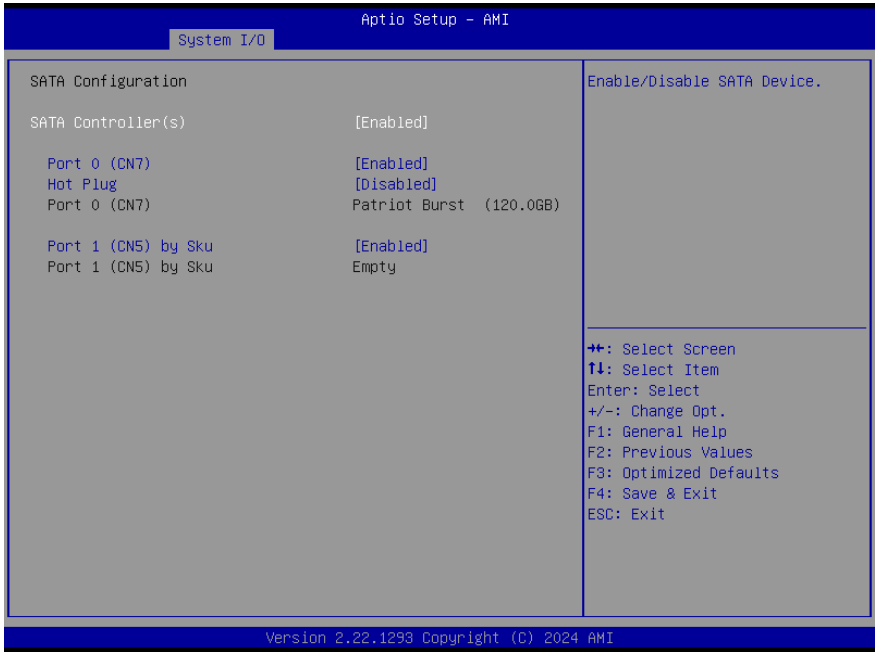 Aptio Setup – AMI
System I/O
SATA Configuration
SATA Controller(s) [Enabled]
Port 0 (CN7) [Enabled]
Hot Plug [Disabled]
Port 0 (CN7) Patriot Burst (120.0GB)
Port 1 (CN5) by Sku [Enabled]
Port 1 (CN5) by Sku Empty
Enable/Disable SATA Device.
→←: Select Screen
↑↓: Select Item
Enter: Select
+/-: Change Opt.
F1: General Help
F2: Previous Values
F3: Optimized Defaults
F4: Save & Exit
ESC: Exit
Version 2.22.1293 Copyright (C) 2024 AMI